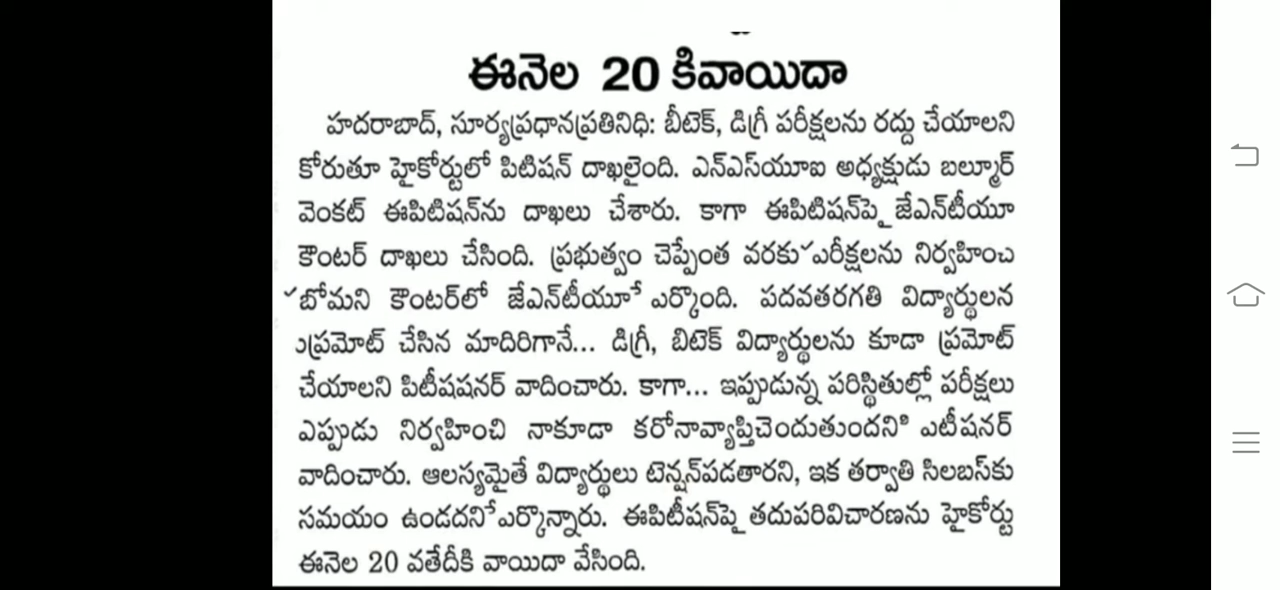 ఈనెల 20 కివాయిదా
హదరాబాద్, సూర్యప్రధానప్రతినిధి: బీటెక్, డిగ్రీ పరీక్షలను రద్దు చేయాలని
కోరుతూ హైకోర్టులో పిటిషన్ దాఖలైంది. ఎన్ఎస్‌యూఐ అధ్యక్షుడు బల్మూర్
వెంకట్ ఈపిటిషన్‌ను దాఖలు చేశారు. కాగా ఈపిటిషన్‌పై జేఎన్‌టీయూ
కౌంటర్ దాఖలు చేసింది. ప్రభుత్వం చెప్పేంత వరకు పరీక్షలను నిర్వహించ
బోమని కౌంటర్‌లో జేఎన్‌టీయూ పేర్కొంది. పదవతరగతి విద్యార్థులన
ుప్రమోట్ చేసిన మాదిరిగానే... డిగ్రీ, బిటెక్ విద్యార్థులను కూడా ప్రమోట్
చేయాలని పిటీషషనర్ వాదించారు. కాగా... ఇప్పుడున్న పరిస్థితుల్లో పరీక్షలు
ఎప్పుడు నిర్వహించి నాకూడా కరోనావ్యాప్తిచెందుతుందని పిటీషనర్
వాదించారు. ఆలస్యమైతే విద్యార్థులు టెన్షన్‌పడతారని, ఇక తర్వాతి సిలబస్‌కు
సమయం ఉండదని పేర్కొన్నారు. ఈపిటీషన్‌పై తదుపరివిచారణను హైకోర్టు
ఈనెల 20 వతేదీకి వాయిదా వేసింది.